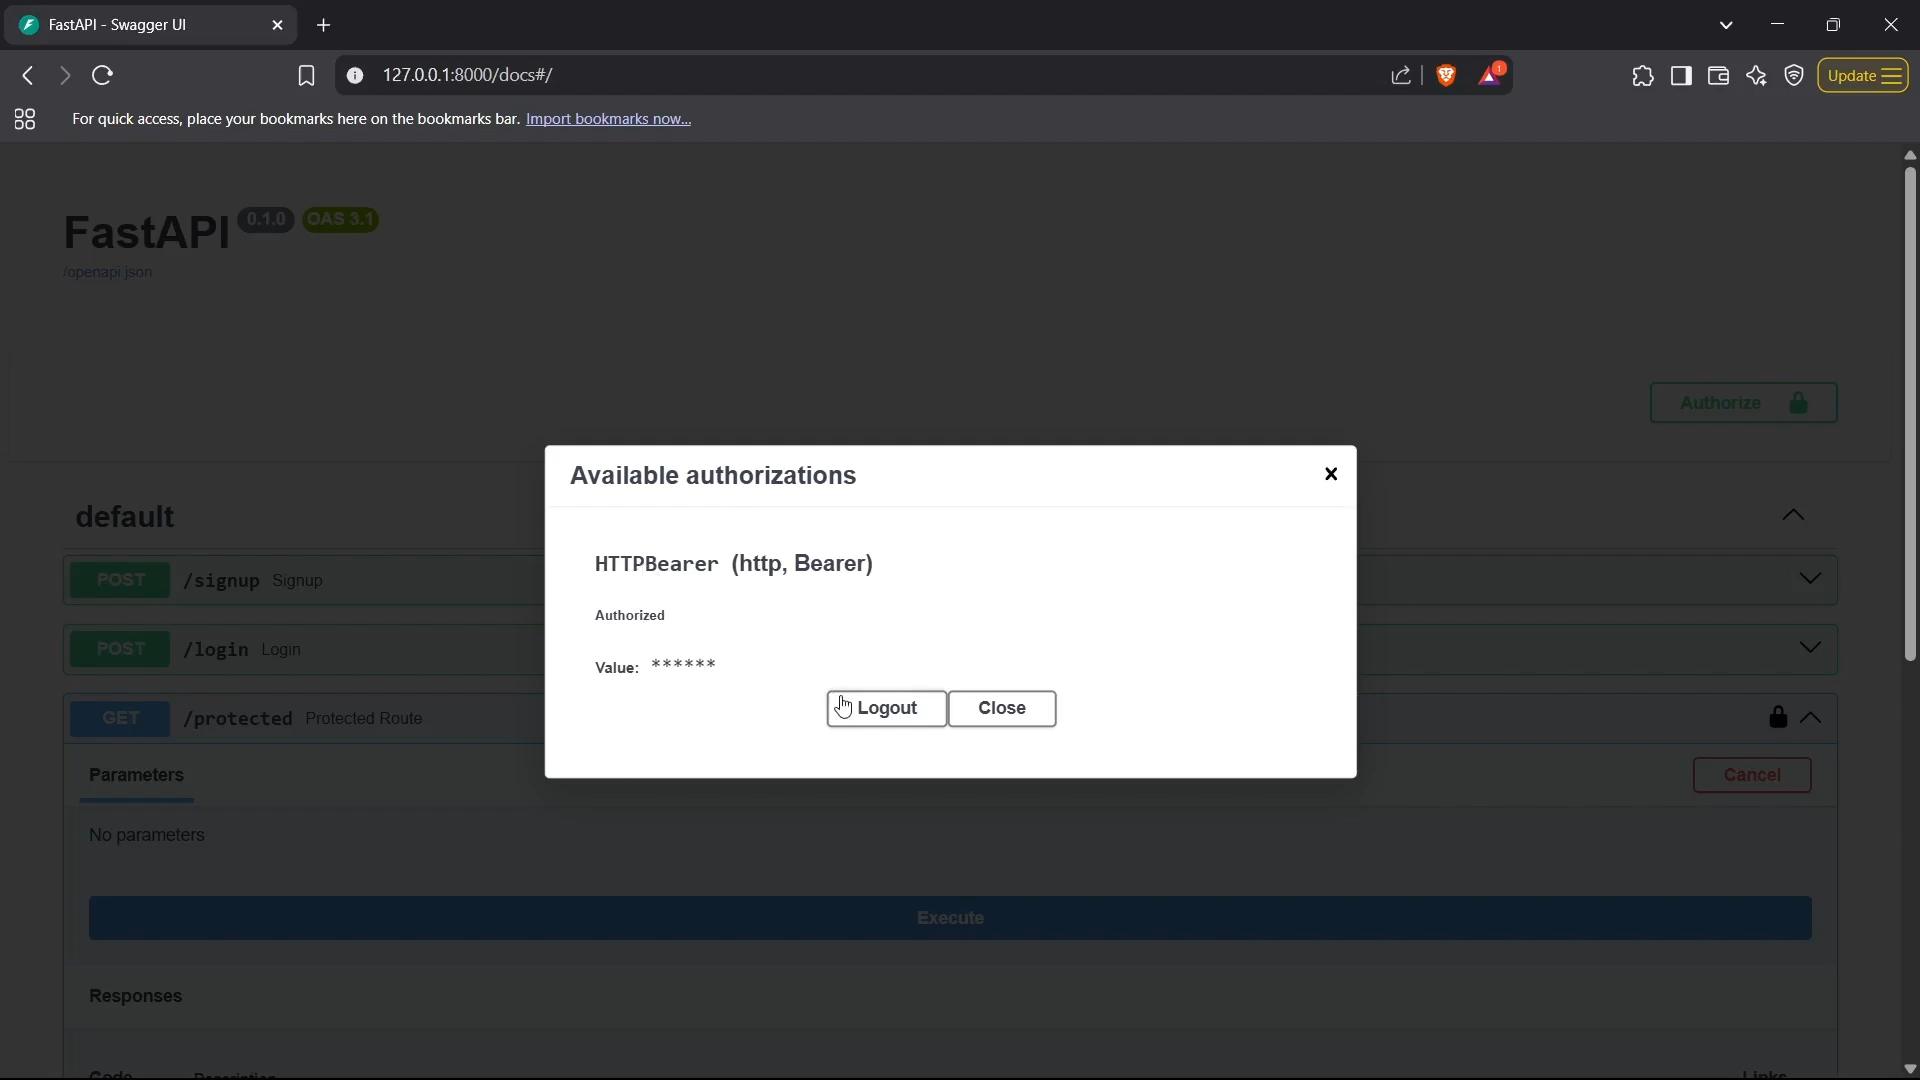 FastAPI - Swagger UI
127.0.0.1:8000/docs#/
1
Update
For quick access, place your bookmarks here on the bookmarks bar. Import bookmarks now...
FastAPI 0.1.0 OAS 3.1
/openapi.json
Authorize
Available authorizations
default
HTTPBearer (http, Bearer)
POST /signup Signup
Authorized
POST /login Login
Value: ******
Logout Close
GET /protected Protected Route
Parameters
Cancel
No parameters
Execute
Responses
Code Description Links